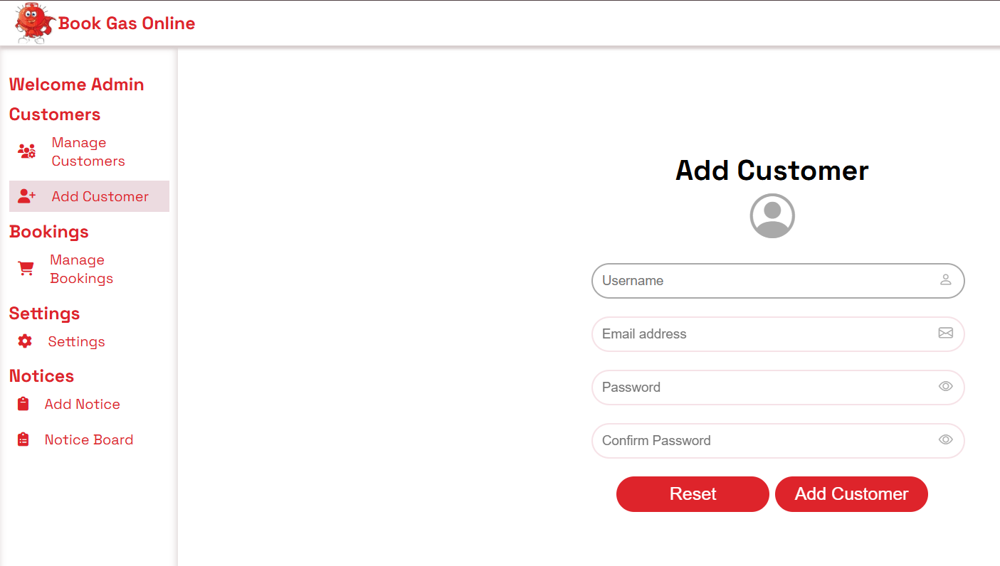 Book Gas Online
Welcome Admin
Customers
Manage
Customers
Add Customer
Bookings
Manage
Bookings
Settings
Settings
Notices
Add Notice
Notice Board
Add Customer
Username
Email address
Password
Confirm Password
Reset
Add Customer